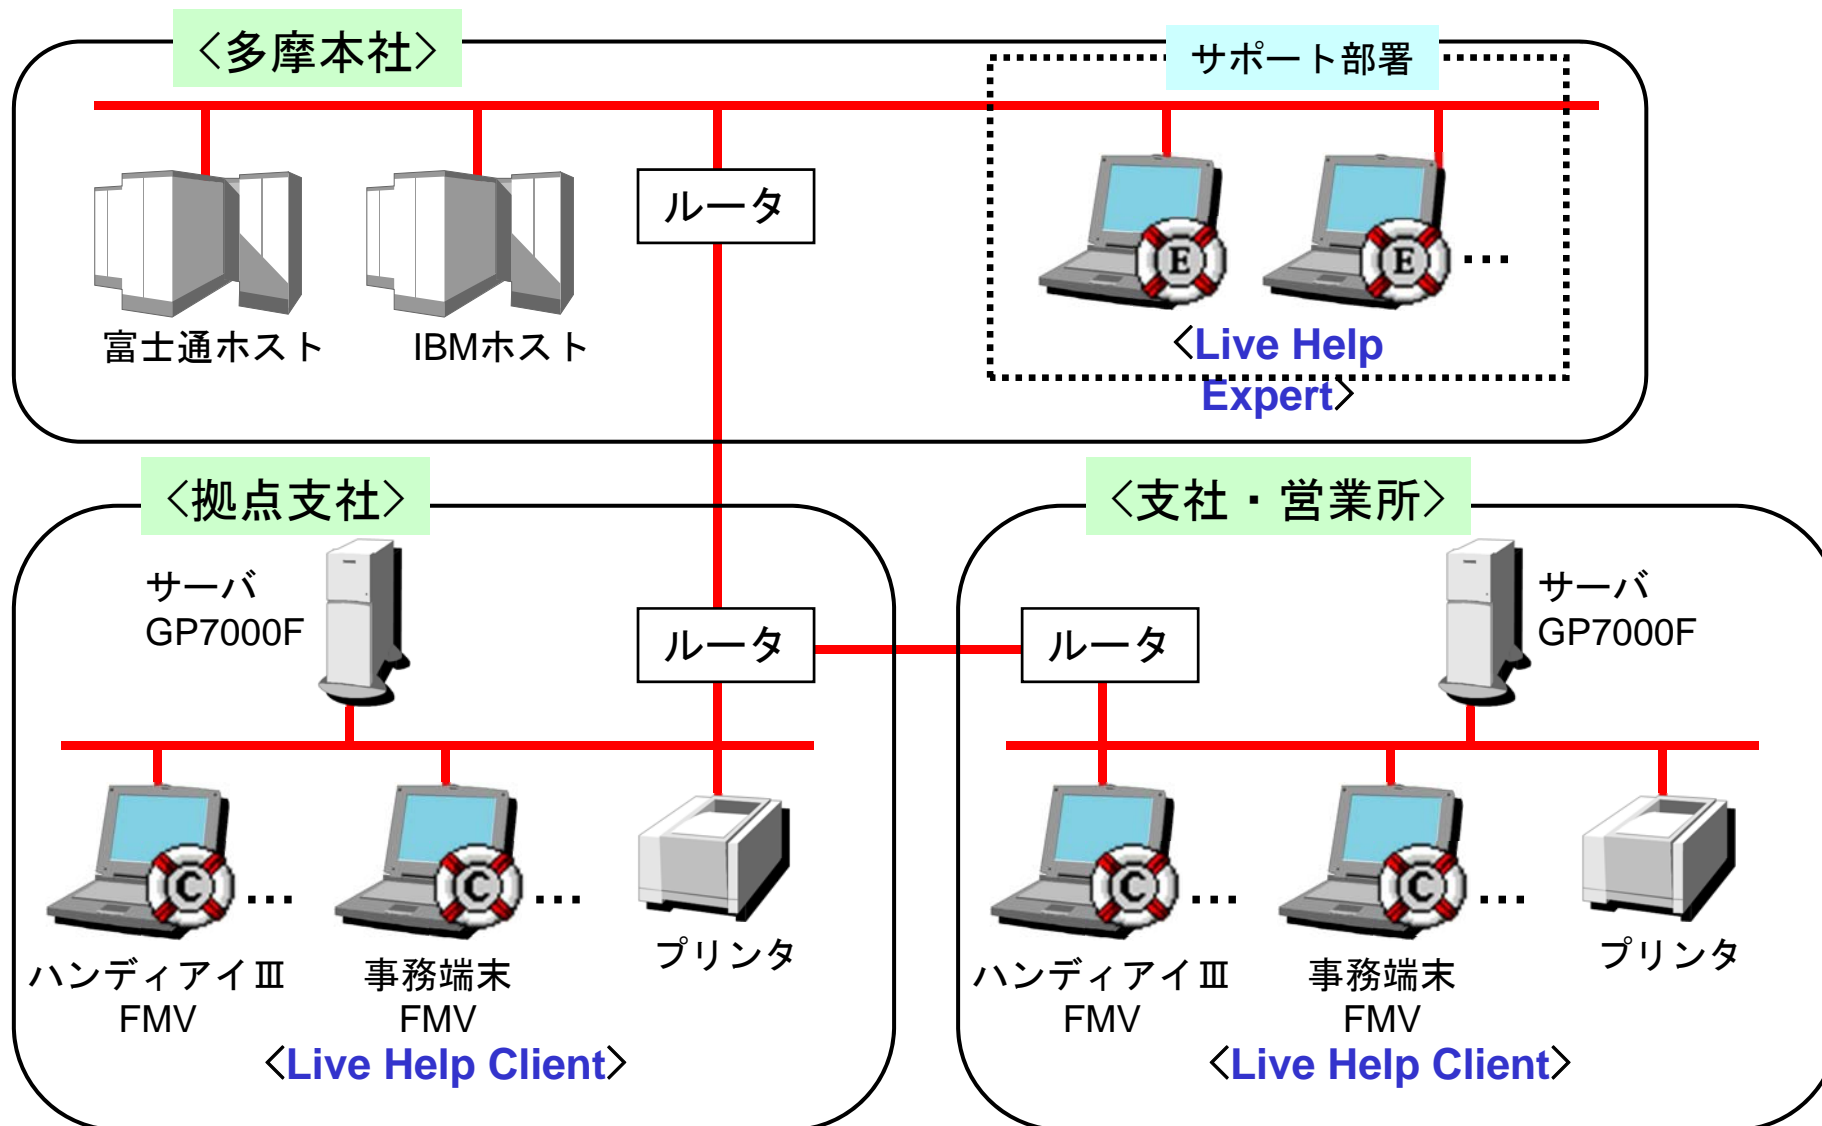 〈多摩本社〉
サポート部署
ルータ
E
E
…
富士通ホスト
IBMホスト
〈Live Help
Expert〉
〈拠点支社〉
サーバ
GP7000F
ルータ
C
…
C
…
ハンディアイⅢ
FMV
事務端末
FMV
プリンタ
〈Live Help Client〉
〈支社・営業所〉
ルータ
サーバ
GP7000F
C
…
C
…
ハンディアイⅢ
FMV
事務端末
FMV
プリンタ
〈Live Help Client〉